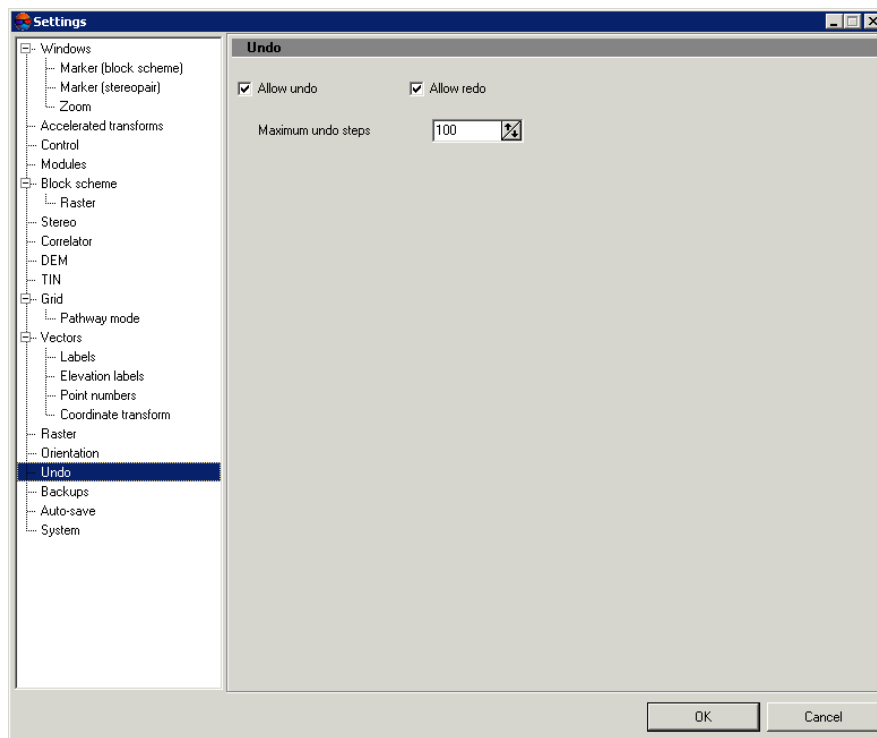 Settings
Windows
Marker (block scheme)
Marker (stereopair)
Zoom
Accelerated transforms
Control
Modules
Block scheme
Raster
Stereo
Correlator
DEM
TIN
Grid
Pathway mode
Vectors
Labels
Elevation labels
Point numbers
Coordinate transform
Raster
Orientation
Undo
Backups
Auto-save
System
Undo
Allow undo Allow redo
Maximum undo steps 100
OK Cancel